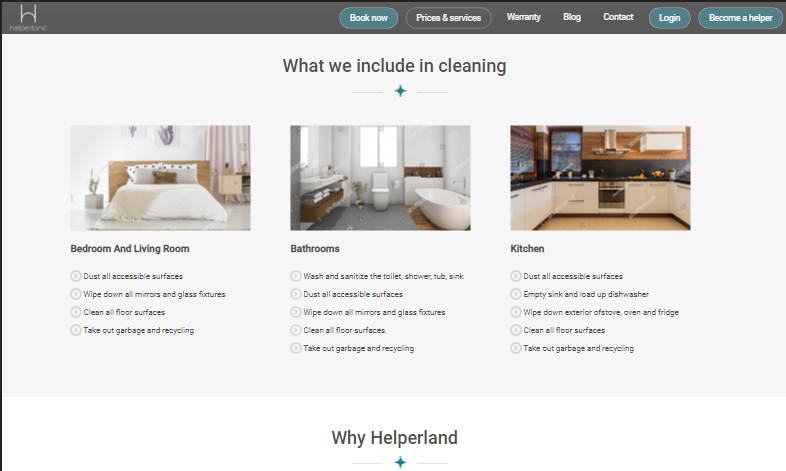 helperland
Book now
Prices & services
Warranty
Blog
Contact
Login
Become a helper
What we include in cleaning
Bedroom And Living Room
Dust all accessible surfaces
Wipe down all mirrors and glass fixtures
Clean all floor surfaces
Take out garbage and recycling
Bathrooms
Wash and sanitize the toilet, shower, tub, sink
Dust all accessible surfaces
Wipe down all mirrors and glass fixtures
Clean all floor surfaces
Take out garbage and recycling
Kitchen
Dust all accessible surfaces
Empty sink and load up dishwasher
Wipe down exterior ofstove, oven and fridge
Clean all floor surfaces
Take out garbage and recycling
Why Helperland